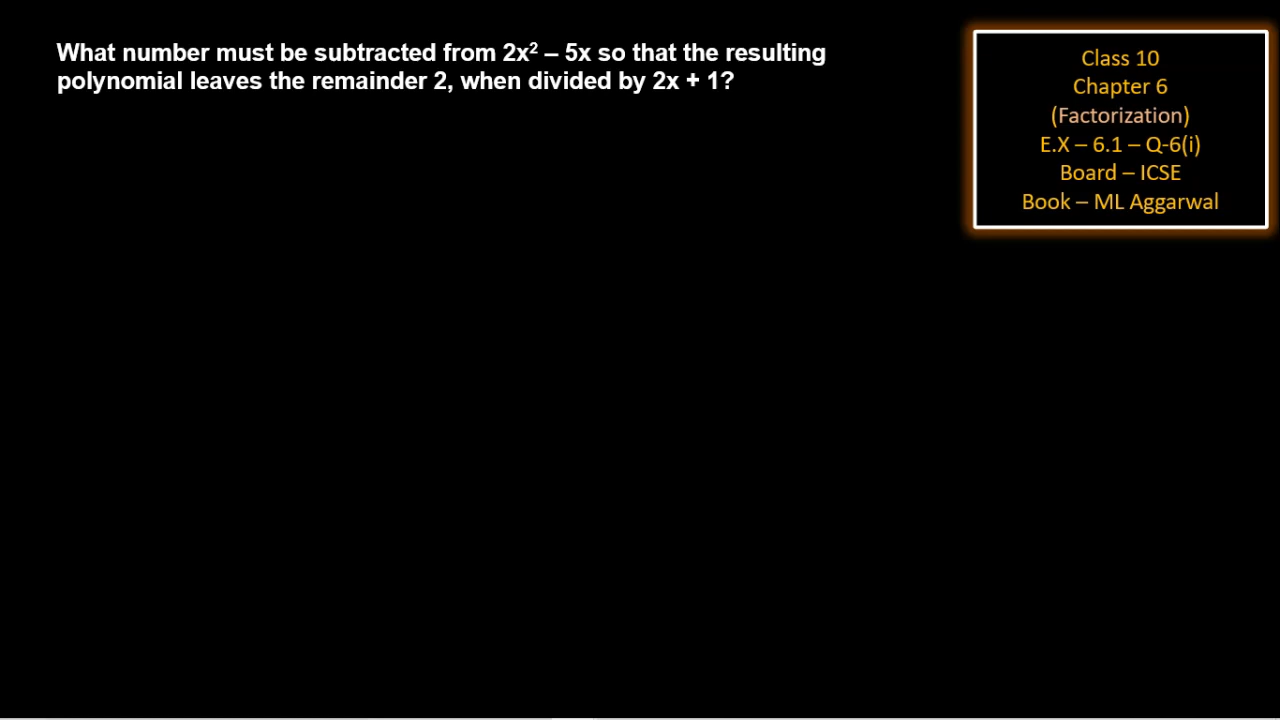 What number must be subtracted from 2x² – 5x so that the resulting
polynomial leaves the remainder 2, when divided by 2x + 1?
Class 10
Chapter 6
(Factorization)
E.X – 6.1 – Q-6(i)
Board – ICSE
Book – ML Aggarwal